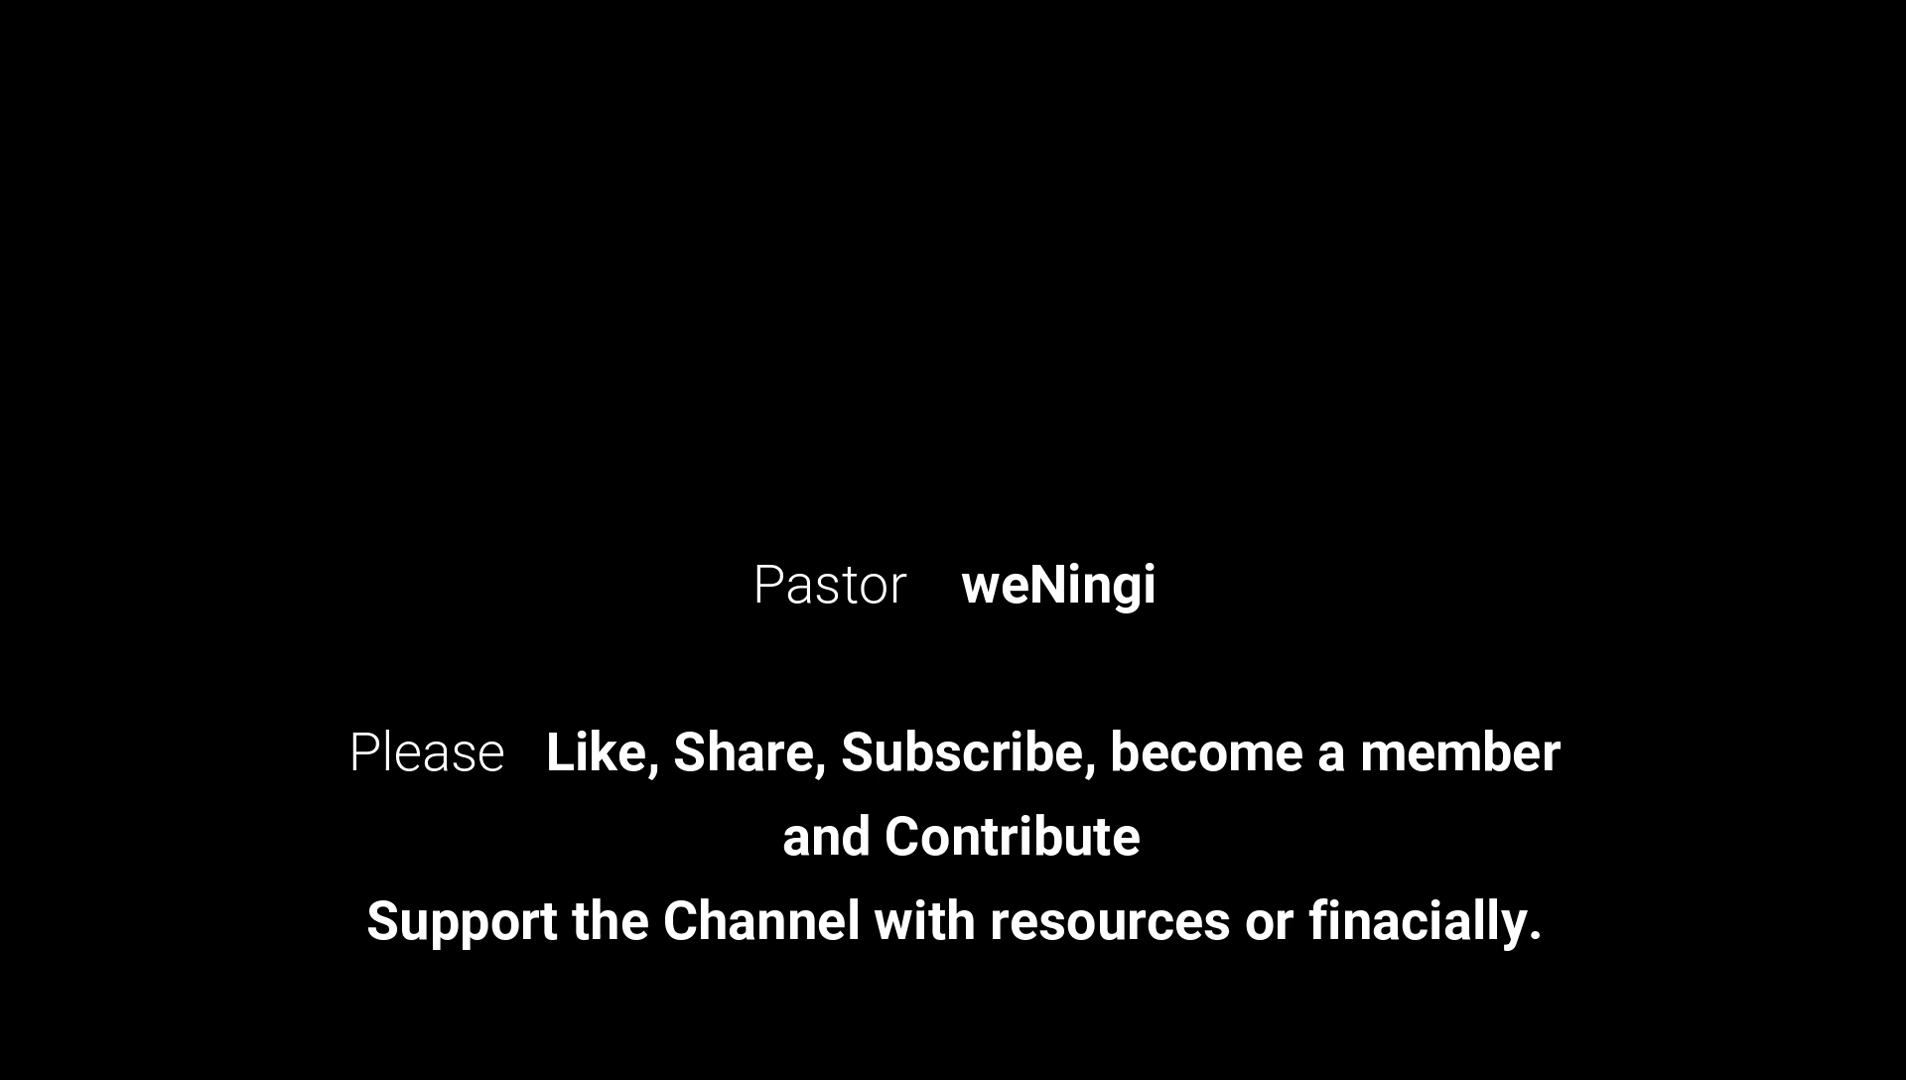 Pastor weNingi
Please Like, Share, Subscribe, become a member
and Contribute
Support the Channel with resources or finacially.